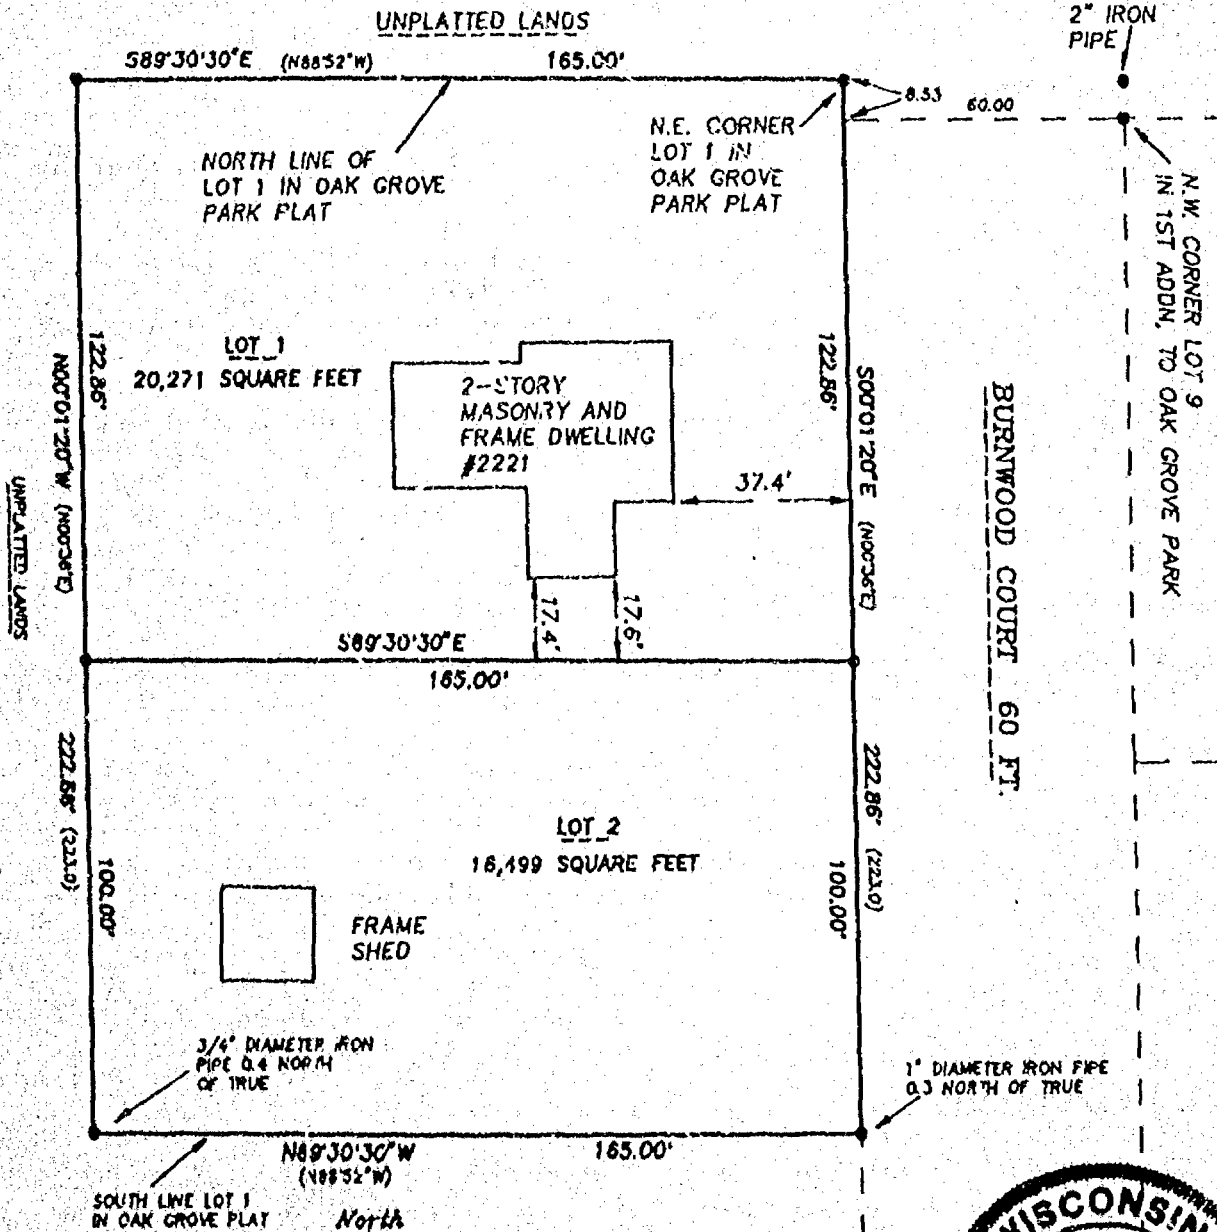 UNPLATTED LANDS
2" IRON
PIPE
S89°30'30"E (N88°52'W) 165.00'
8.53 60.00
N.E. CORNER
LOT 1 IN
OAK GROVE
PARK PLAT
NORTH LINE OF
LOT 1 IN OAK GROVE
PARK PLAT
N.W. CORNER LOT 9
IN 1ST ADDN, TO OAK GROVE PARK
LOT 1
20,271 SQUARE FEET
2-STORY
MASONRY AND
FRAME DWELLING
#2221
122.86'
N00°01'20"W (N00°36'E)
UNPLATTED LANDS
122.86'
S00°01'20"E (N00°36'E)
37.4'
BURNWOOD COURT 60 FT.
17.4'
17.6'
S89°30'30"E
165.00'
222.86' (223.0)
100.00'
222.86' (223.0)
100.00'
LOT 2
16,499 SQUARE FEET
FRAME
SHED
3/4" DIAMETER IRON
PIPE 0.4 NORTH
OF TRUE
1" DIAMETER IRON PIPE
0.3 NORTH OF TRUE
N89°30'30"W 165.00'
(N88°52'W)
SOUTH LINE LOT 1
IN OAK GROVE PLAT
North
WISCONSIN